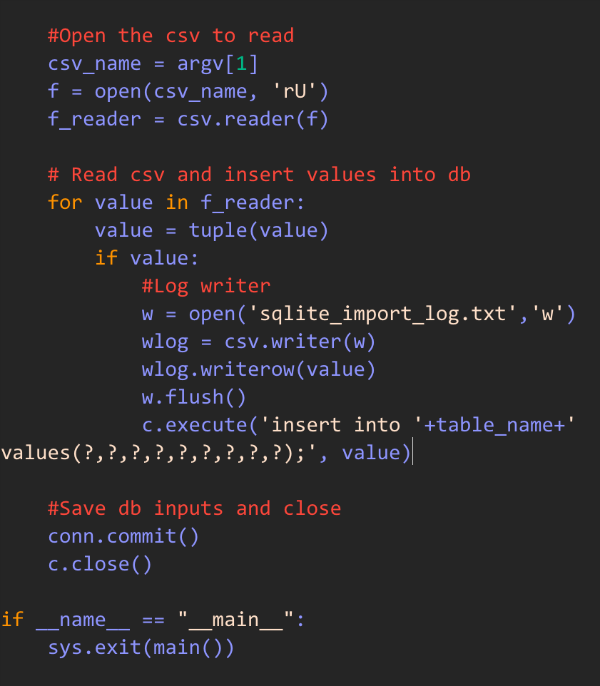 #Open the csv to read
csv_name = argv[1]
f = open(csv_name, 'rU')
f_reader = csv.reader(f)
# Read csv and insert values into db
for value in f_reader:
value = tuple(value)
if value:
#Log writer
w = open('sqlite_import_log.txt','w')
wlog = csv.writer(w)
wlog.writerow(value)
w.flush()
c.execute('insert into '+table_name+'
values(?,?,?,?,?,?,?,?,?);', value)
#Save db inputs and close
conn.commit()
c.close()
if __name__ == "__main__":
sys.exit(main())